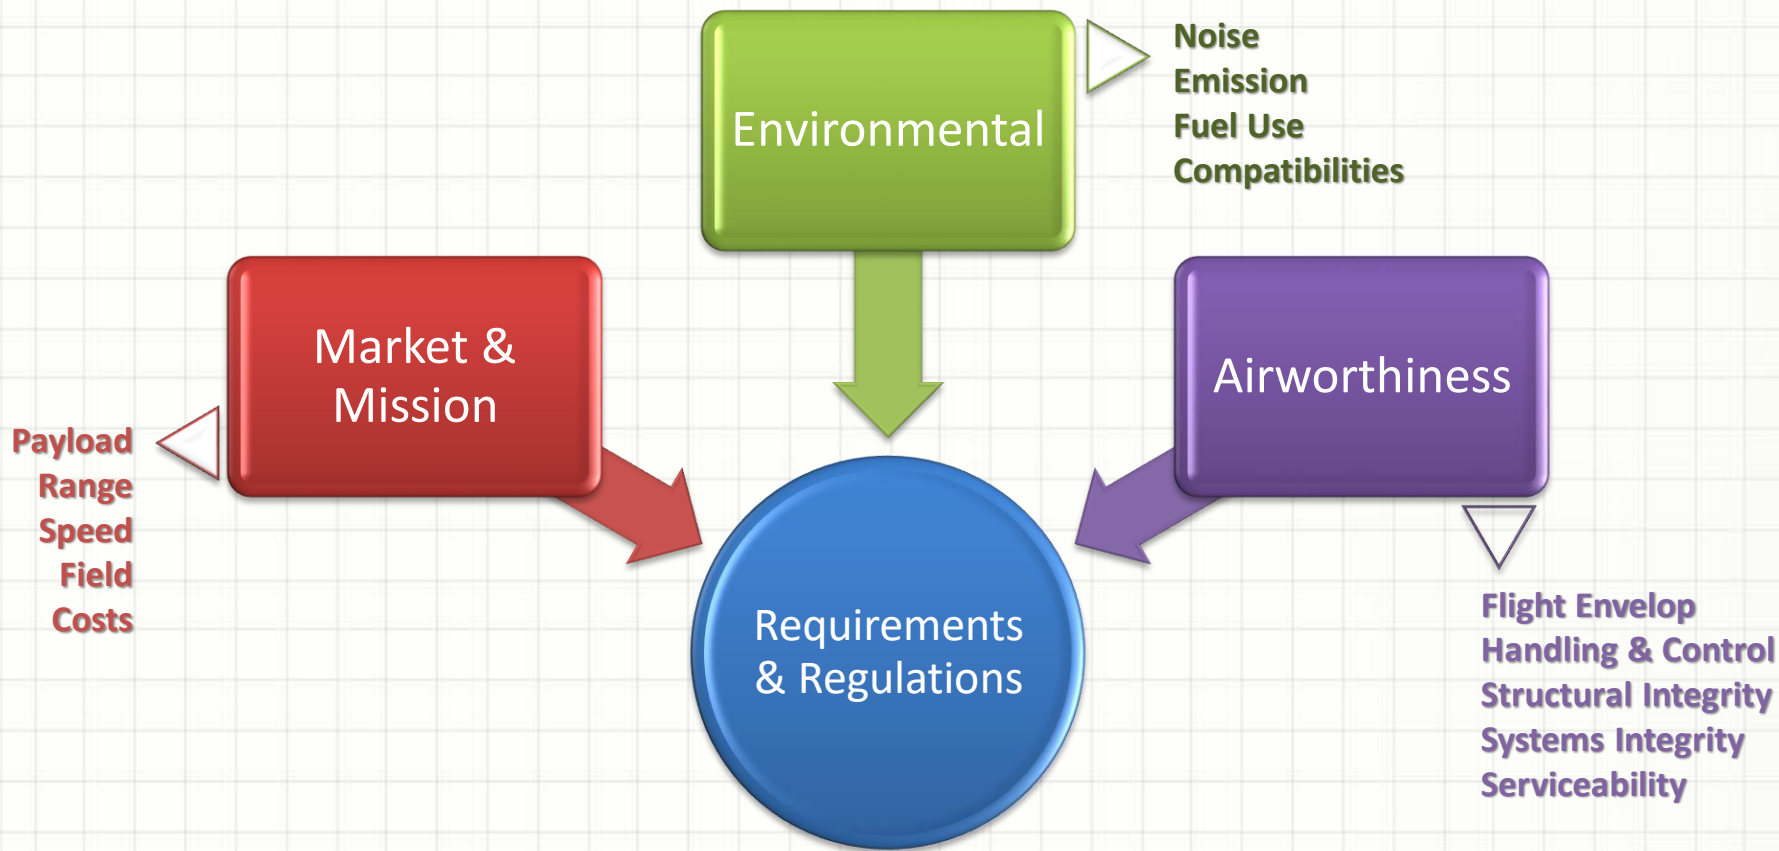 Environmental
Noise
Emission
Fuel Use
Compatibilities
Market &
Mission
Payload
Range
Speed
Field
Costs
Airworthiness
Flight Envelop
Handling & Control
Structural Integrity
Systems Integrity
Serviceability
Requirements
& Regulations